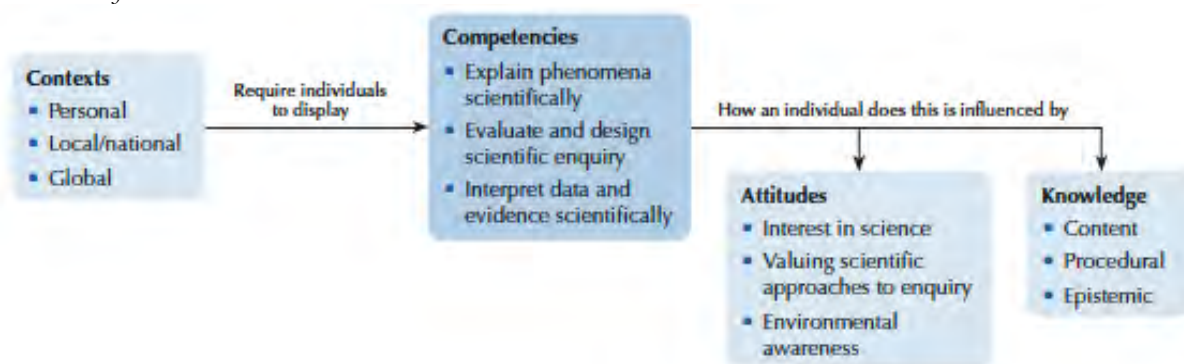 Contexts
▪ Personal
▪ Local/national
▪ Global
Require individuals
to display
Competencies
▪ Explain phenomena
scientifically
▪ Evaluate and design
scientific enquiry
▪ Interpret data and
evidence scientifically
How an individual does this is influenced by
Attitudes
▪ Interest in science
▪ Valuing scientific
approaches to enquiry
▪ Environmental
awareness
Knowledge
▪ Content
▪ Procedural
▪ Epistemic